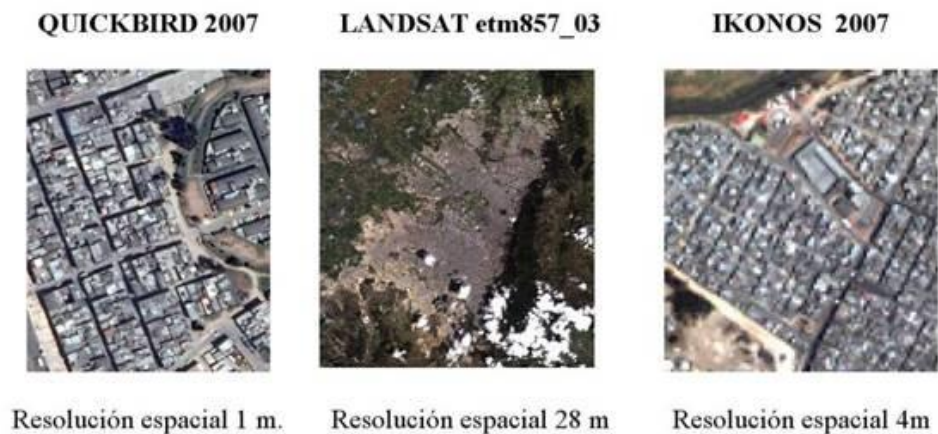 QUICKBIRD 2007
LANDSAT etm857_03
IKONOS 2007
Resolución espacial 1 m.
Resolución espacial 28 m
Resolución espacial 4m